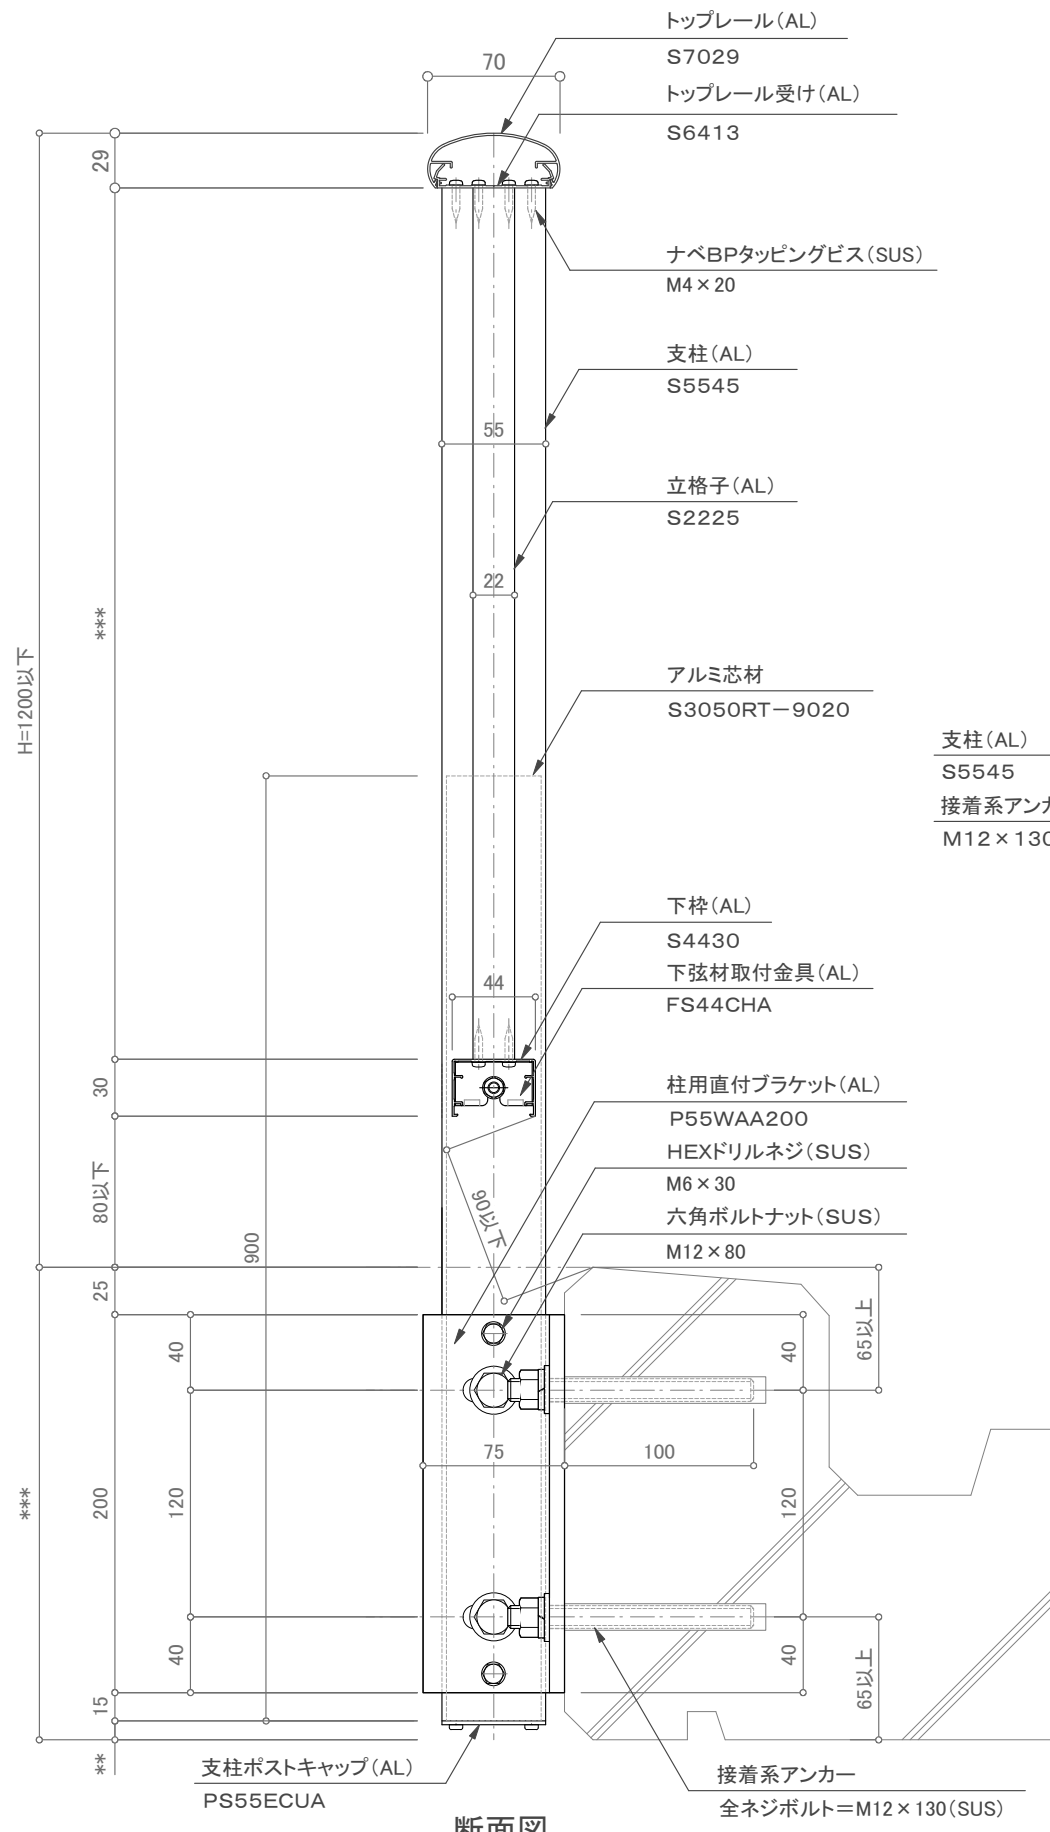 トップレール(AL)
S7029
トップレール受け(AL)
S6413
70
29
ナベBPタッピングビス(SUS)
M4×20
支柱(AL)
S5545
55
立格子(AL)
S2225
22
***
H=1200以下
アルミ芯材
S3050RT-9020
支柱(AL)
S5545
接着系アンカ
M12×130
下枠(AL)
S4430
下弦材取付金具(AL)
FS44CHA
44
30
柱用直付ブラケット(AL)
P55WAA200
HEXドリルネジ(SUS)
M6×30
六角ボルトナット(SUS)
M12×80
80以下
90以下
900
25
40
40
65以上
75
100
***
200
120
120
40
40
65以上
15
**
支柱ポストキャップ(AL)
PS55ECUA
接着系アンカー
全ネジボルト=M12×130(SUS)
断面図